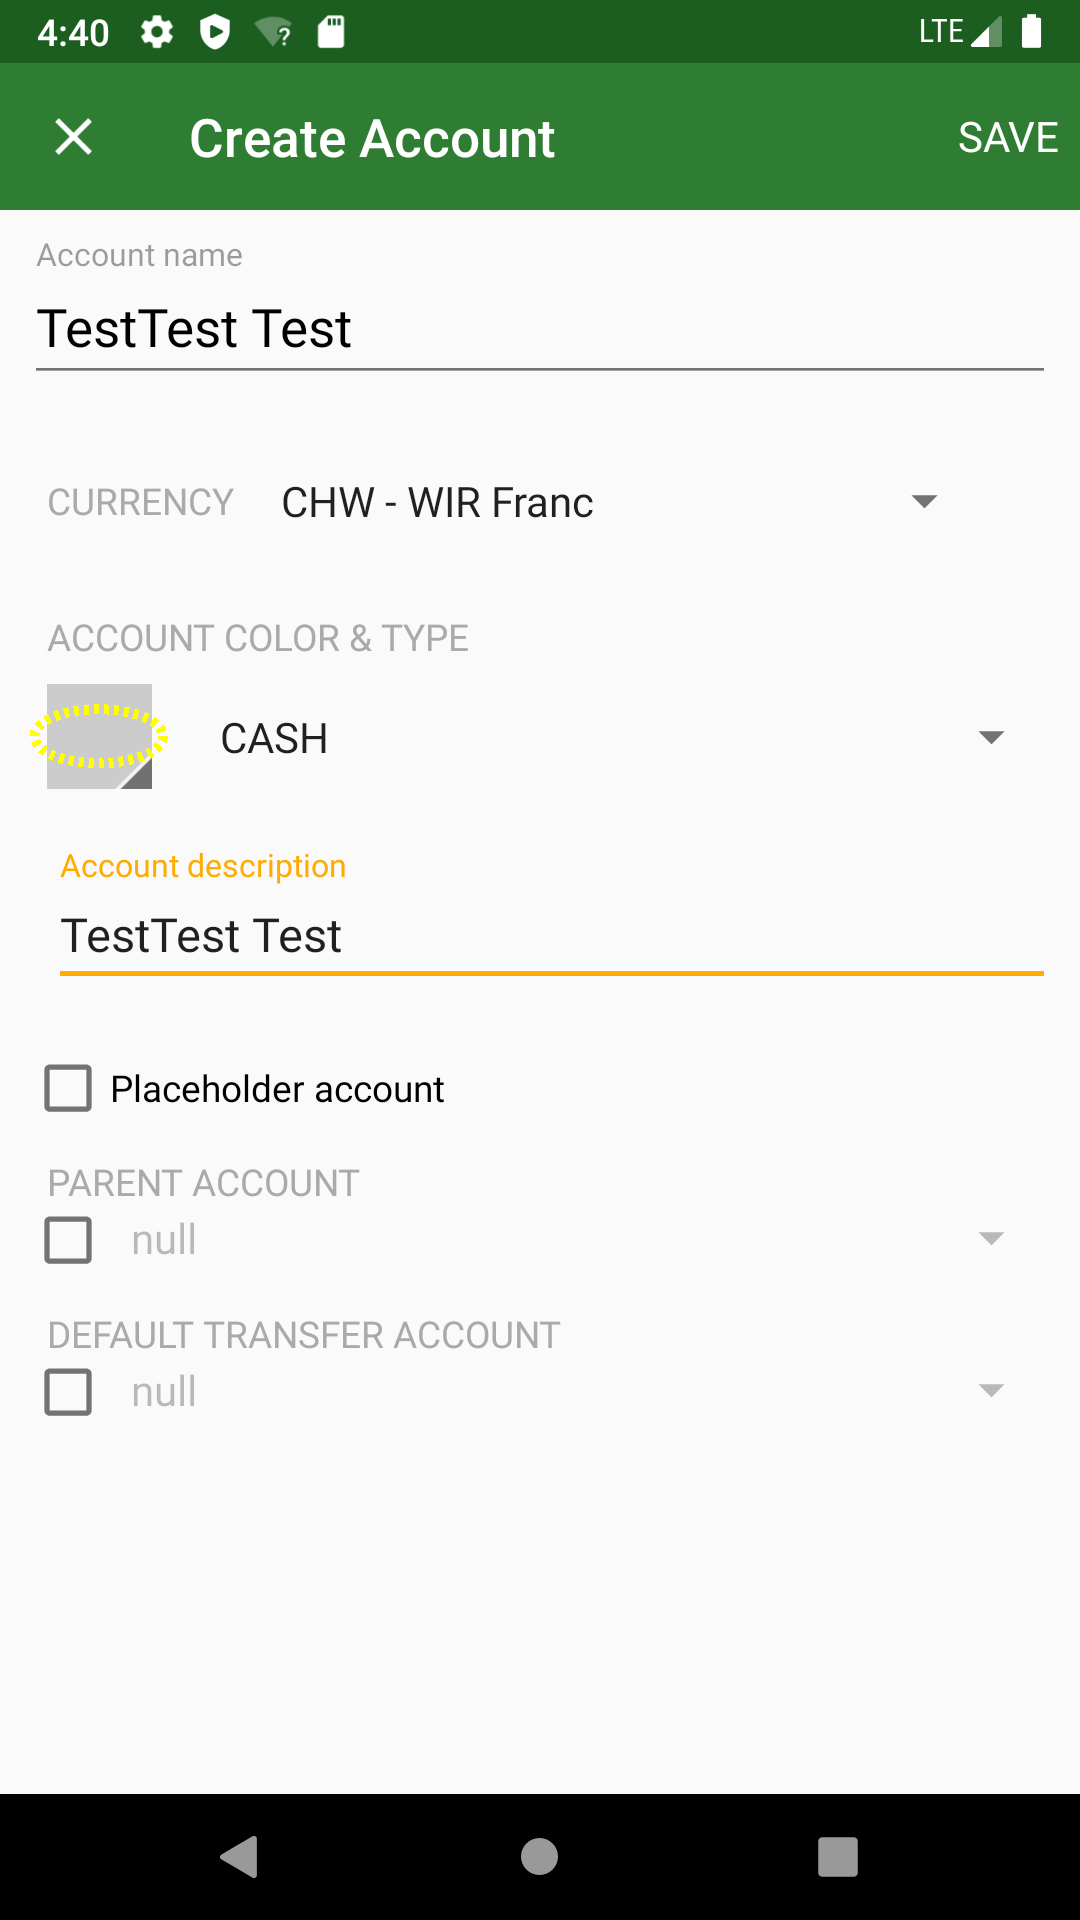 4:40
LTE
Create Account
SAVE
Account name
TestTest Test
CURRENCY CHW - WIR Franc
ACCOUNT COLOR & TYPE
CASH
Account description
TestTest Test
Placeholder account
PARENT ACCOUNT
null
DEFAULT TRANSFER ACCOUNT
null